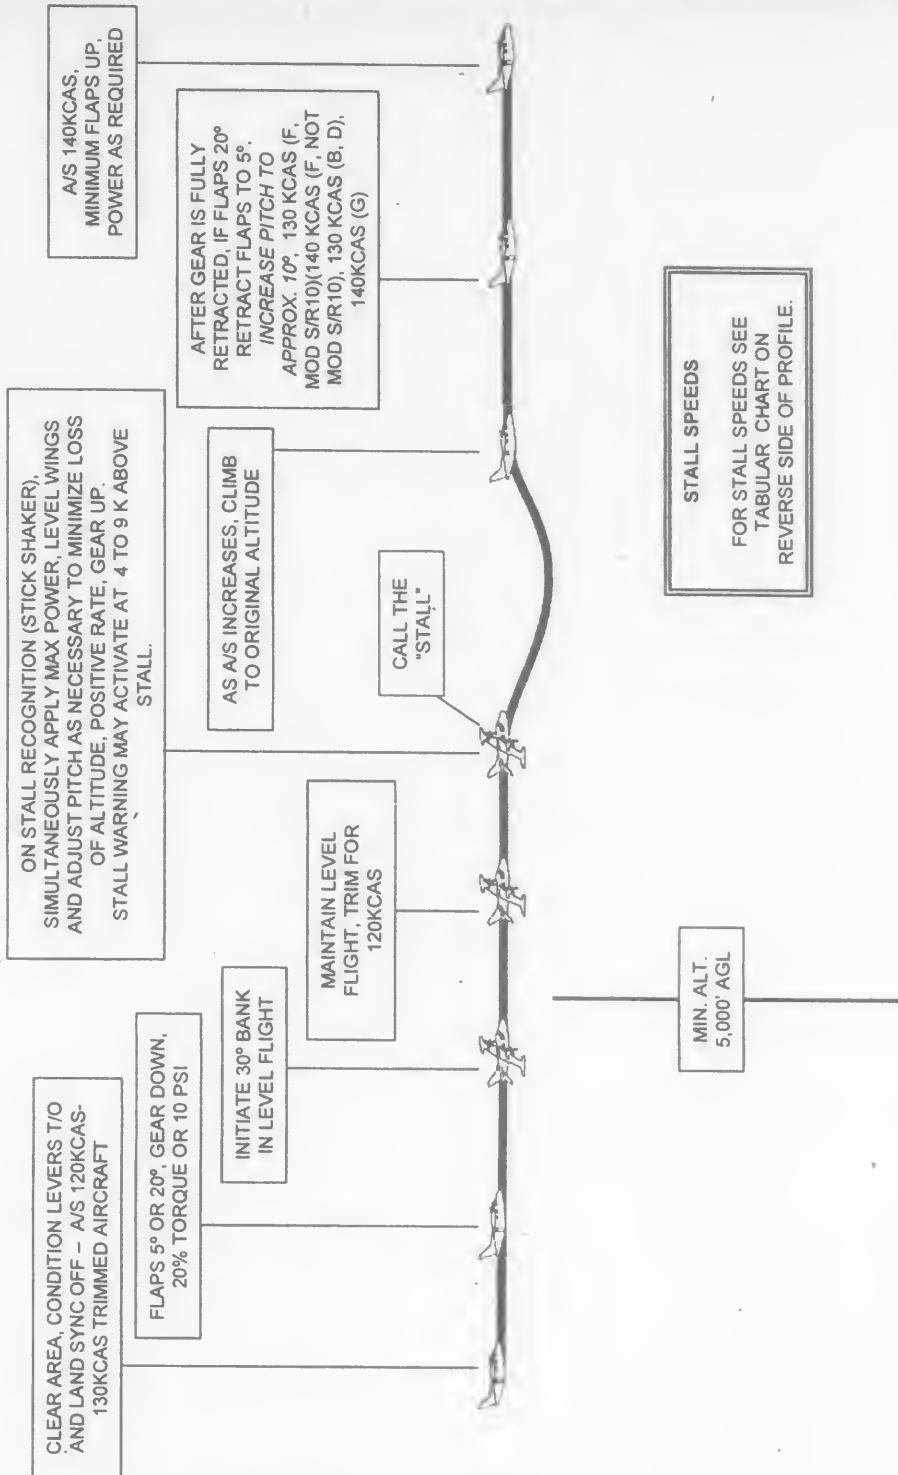 CLEAR AREA, CONDITION LEVERS T/O
AND LAND SYNC OFF – A/S 120KCAS-
130KCAS TRIMMED AIRCRAFT
FLAPS 5º OR 20º, GEAR DOWN,
20% TORQUE OR 10 PSI
INITIATE 30º BANK
IN LEVEL FLIGHT
MAINTAIN LEVEL
FLIGHT, TRIM FOR
120KCAS
ON STALL RECOGNITION (STICK SHAKER),
SIMULTANEOUSLY APPLY MAX POWER, LEVEL WINGS
AND ADJUST PITCH AS NECESSARY TO MINIMIZE LOSS
OF ALTITUDE, POSITIVE RATE, GEAR UP.
STALL WARNING MAY ACTIVATE AT 4 TO 9 K ABOVE
STALL.
CALL THE
"STALL"
AS A/S INCREASES, CLIMB
TO ORIGINAL ALTITUDE
AFTER GEAR IS FULLY
RETRACTED, IF FLAPS 20º
RETRACT FLAPS TO 5º.
INCREASE PITCH TO
APPROX. 10º, 130 KCAS (F,
MOD S/R10)(140 KCAS (F, NOT
MOD S/R10), 130 KCAS (B, D),
140KCAS (G)
A/S 140KCAS,
MINIMUM FLAPS UP,
POWER AS REQUIRED
MIN. ALT.
5,000' AGL
STALL SPEEDS
FOR STALL SPEEDS SEE
TABULAR CHART ON
REVERSE SIDE OF PROFILE.